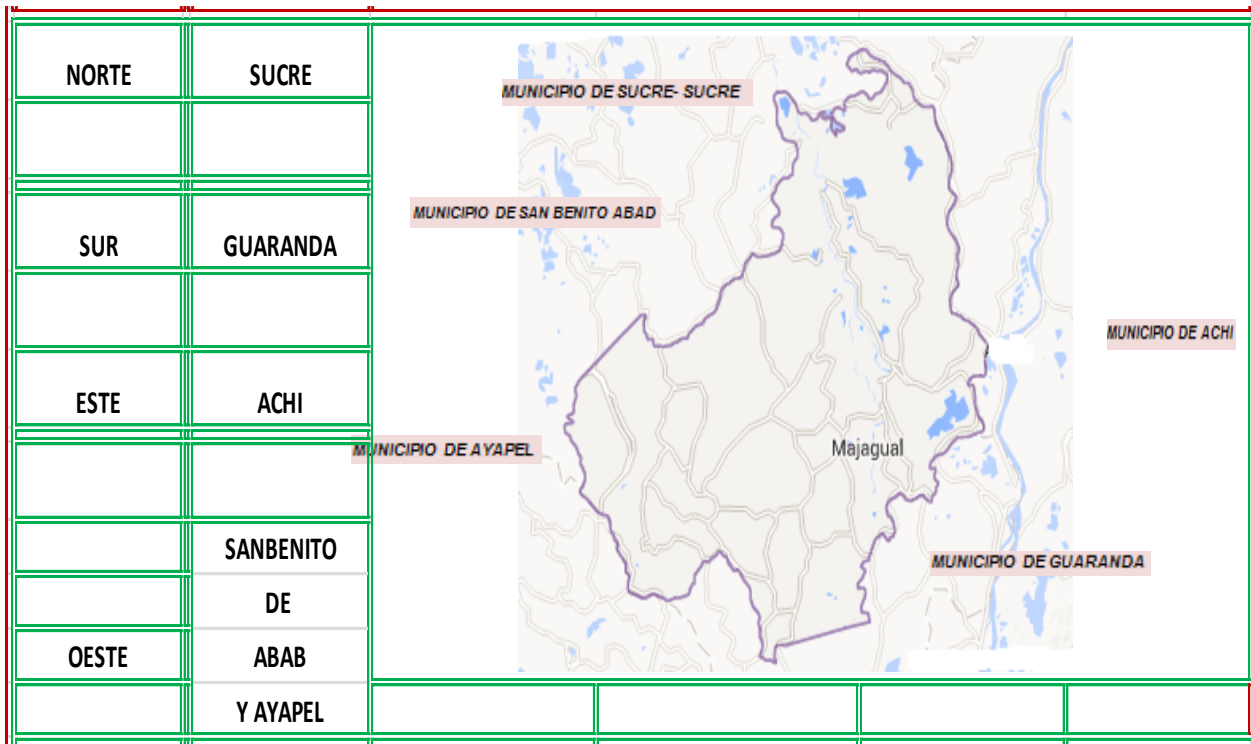 NORTE SUCRE
SUR GUARANDA
ESTE ACHI
SANBENITO
DE
OESTE ABAB
Y AYAPEL
MUNICIPIO DE SUCRE- SUCRE
MUNICIPIO DE SAN BENITO ABAD
MUNICIPIO DE ACHI
MUNICIPIO DE AYAPEL
Majagual
MUNICIPIO DE GUARANDA